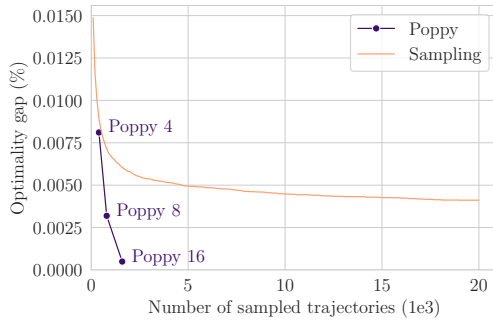 0.0150
0.0125
0.0100
0.0075
0.0050
0.0025
0.0000
Optimality gap (%)
Poppy
Sampling
Poppy 4
Poppy 8
Poppy 16
0
5
10
15
20
Number of sampled trajectories (1e3)